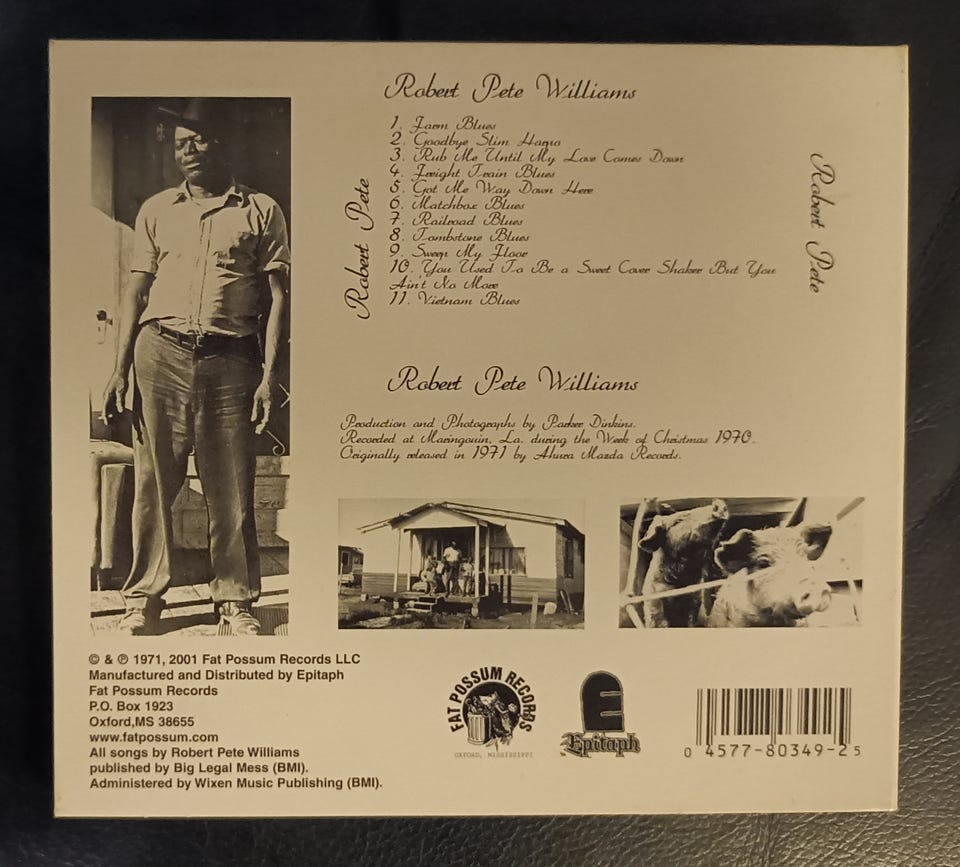 Robert Pete Williams
1. Farm Blues
2. Goodbye Slim Harpo
3. Rub Me Until My Love Comes Down
4. Freight Train Blues
5. Got Me Way Down Here
6. Matchbox Blues
7. Railroad Blues
8. Tombstone Blues
9. Sweep My Floor
10. You Used To Be a Sweet Cover Shaker But You
Ain't No More
11. Vietnam Blues
Robert Pete
Robert Pete
Robert Pete Williams
Production and Photographs by Parker Dinkins.
Recorded at Maringouin, La. during the Week of Christmas 1970.
Originally released in 1971 by Ahura Mazda Records.
© & ℗ 1971, 2001 Fat Possum Records LLC
Manufactured and Distributed by Epitaph
Fat Possum Records
P.O. Box 1923
Oxford,MS 38655
www.fatpossum.com
All songs by Robert Pete Williams
published by Big Legal Mess (BMI).
Administered by Wixen Music Publishing (BMI).
FAT POSSUM RECORDS
OXFORD, MISSISSIPPI
E
Epitaph
0 4577-80349-2 5